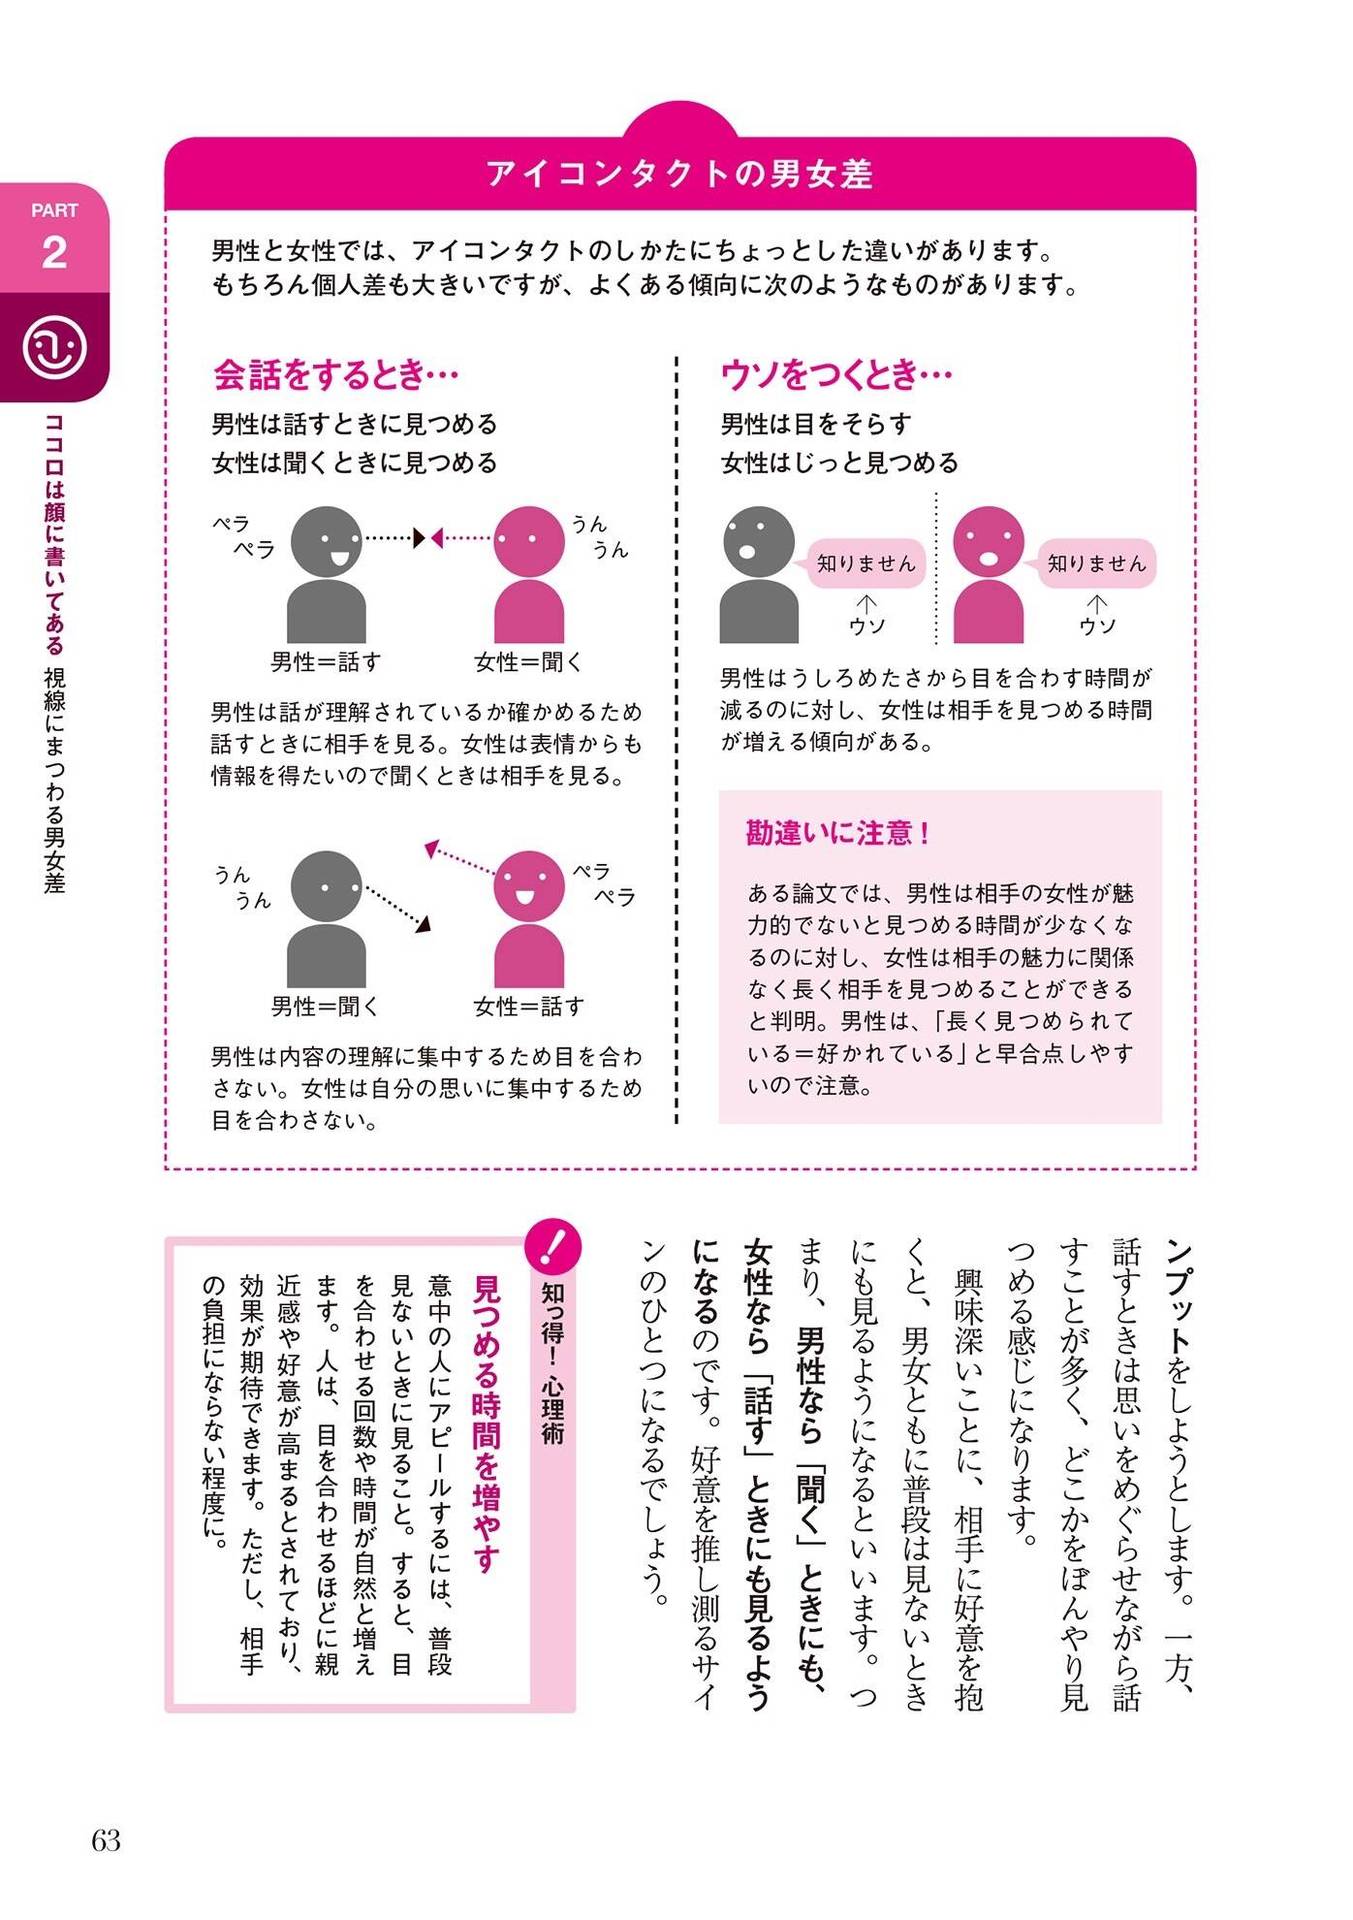 PART
2
ココロは顔に書いてある 視線にまつわる男女差
アイコンタクトの男女差
男性と女性では、アイコンタクトのしかたにちょっとした違いがあります。
もちろん個人差も大きいですが、よくある傾向に次のようなものがあります。
会話をするとき…
男性は話すときに見つめる
女性は聞くときに見つめる
ペラ
ペラ
うん
うん
男性＝話す
女性＝聞く
男性は話が理解されているか確かめるため
話すときに相手を見る。女性は表情からも
情報を得たいので聞くときは相手を見る。
うん
うん
ペラ
ペラ
男性＝聞く
女性＝話す
男性は内容の理解に集中するため目を合わ
さない。女性は自分の思いに集中するため
目を合わさない。
ウソをつくとき…
男性は目をそらす
女性はじっと見つめる
知りません
↑
ウソ
知りません
↑
ウソ
男性はうしろめたさから目を合わす時間が
減るのに対し、女性は相手を見つめる時間
が増える傾向がある。
勘違いに注意！
ある論文では、男性は相手の女性が魅
力的でないと見つめる時間が少なくな
るのに対し、女性は相手の魅力に関係
なく長く相手を見つめることができる
と判明。男性は、「長く見つめられて
いる＝好かれている」と早合点しやす
いので注意。
ンプットをしようとします。一方、
話すときは思いをめぐらせながら話
すことが多く、どこかをぼんやり見
つめる感じになります。
興味深いことに、相手に好意を抱
くと、男女ともに普段は見ないとき
にも見るようになるといいます。つ
まり、男性なら「聞く」ときにも、
女性なら「話す」ときにも見るよう
になるのです。好意を推し測るサイ
ンのひとつになるでしょう。
！
知っ得！ 心理術
見つめる時間を増やす
意中の人にアピールするには、普段
見ないときに見ること。すると、目
を合わせる回数や時間が自然と増え
ます。人は、目を合わせるほどに親
近感や好意が高まるとされており、
効果が期待できます。ただし、相手
の負担にならない程度に。
63